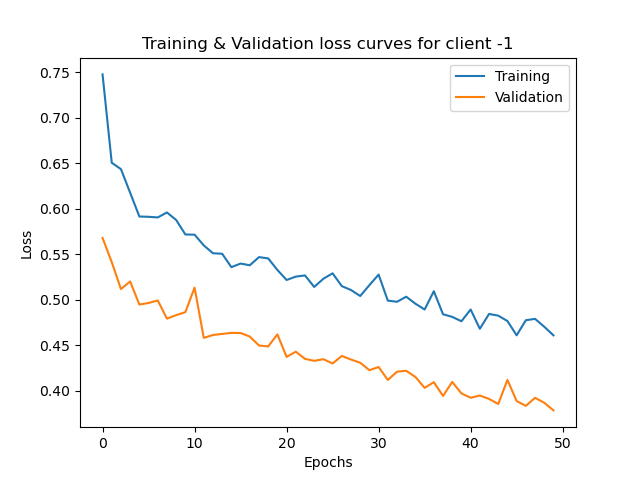 Training & Validation loss curves for client -1
Training
Validation
Loss
0.75
0.70
0.65
0.60
0.55
0.50
0.45
0.40
0 10 20 30 40 50
Epochs